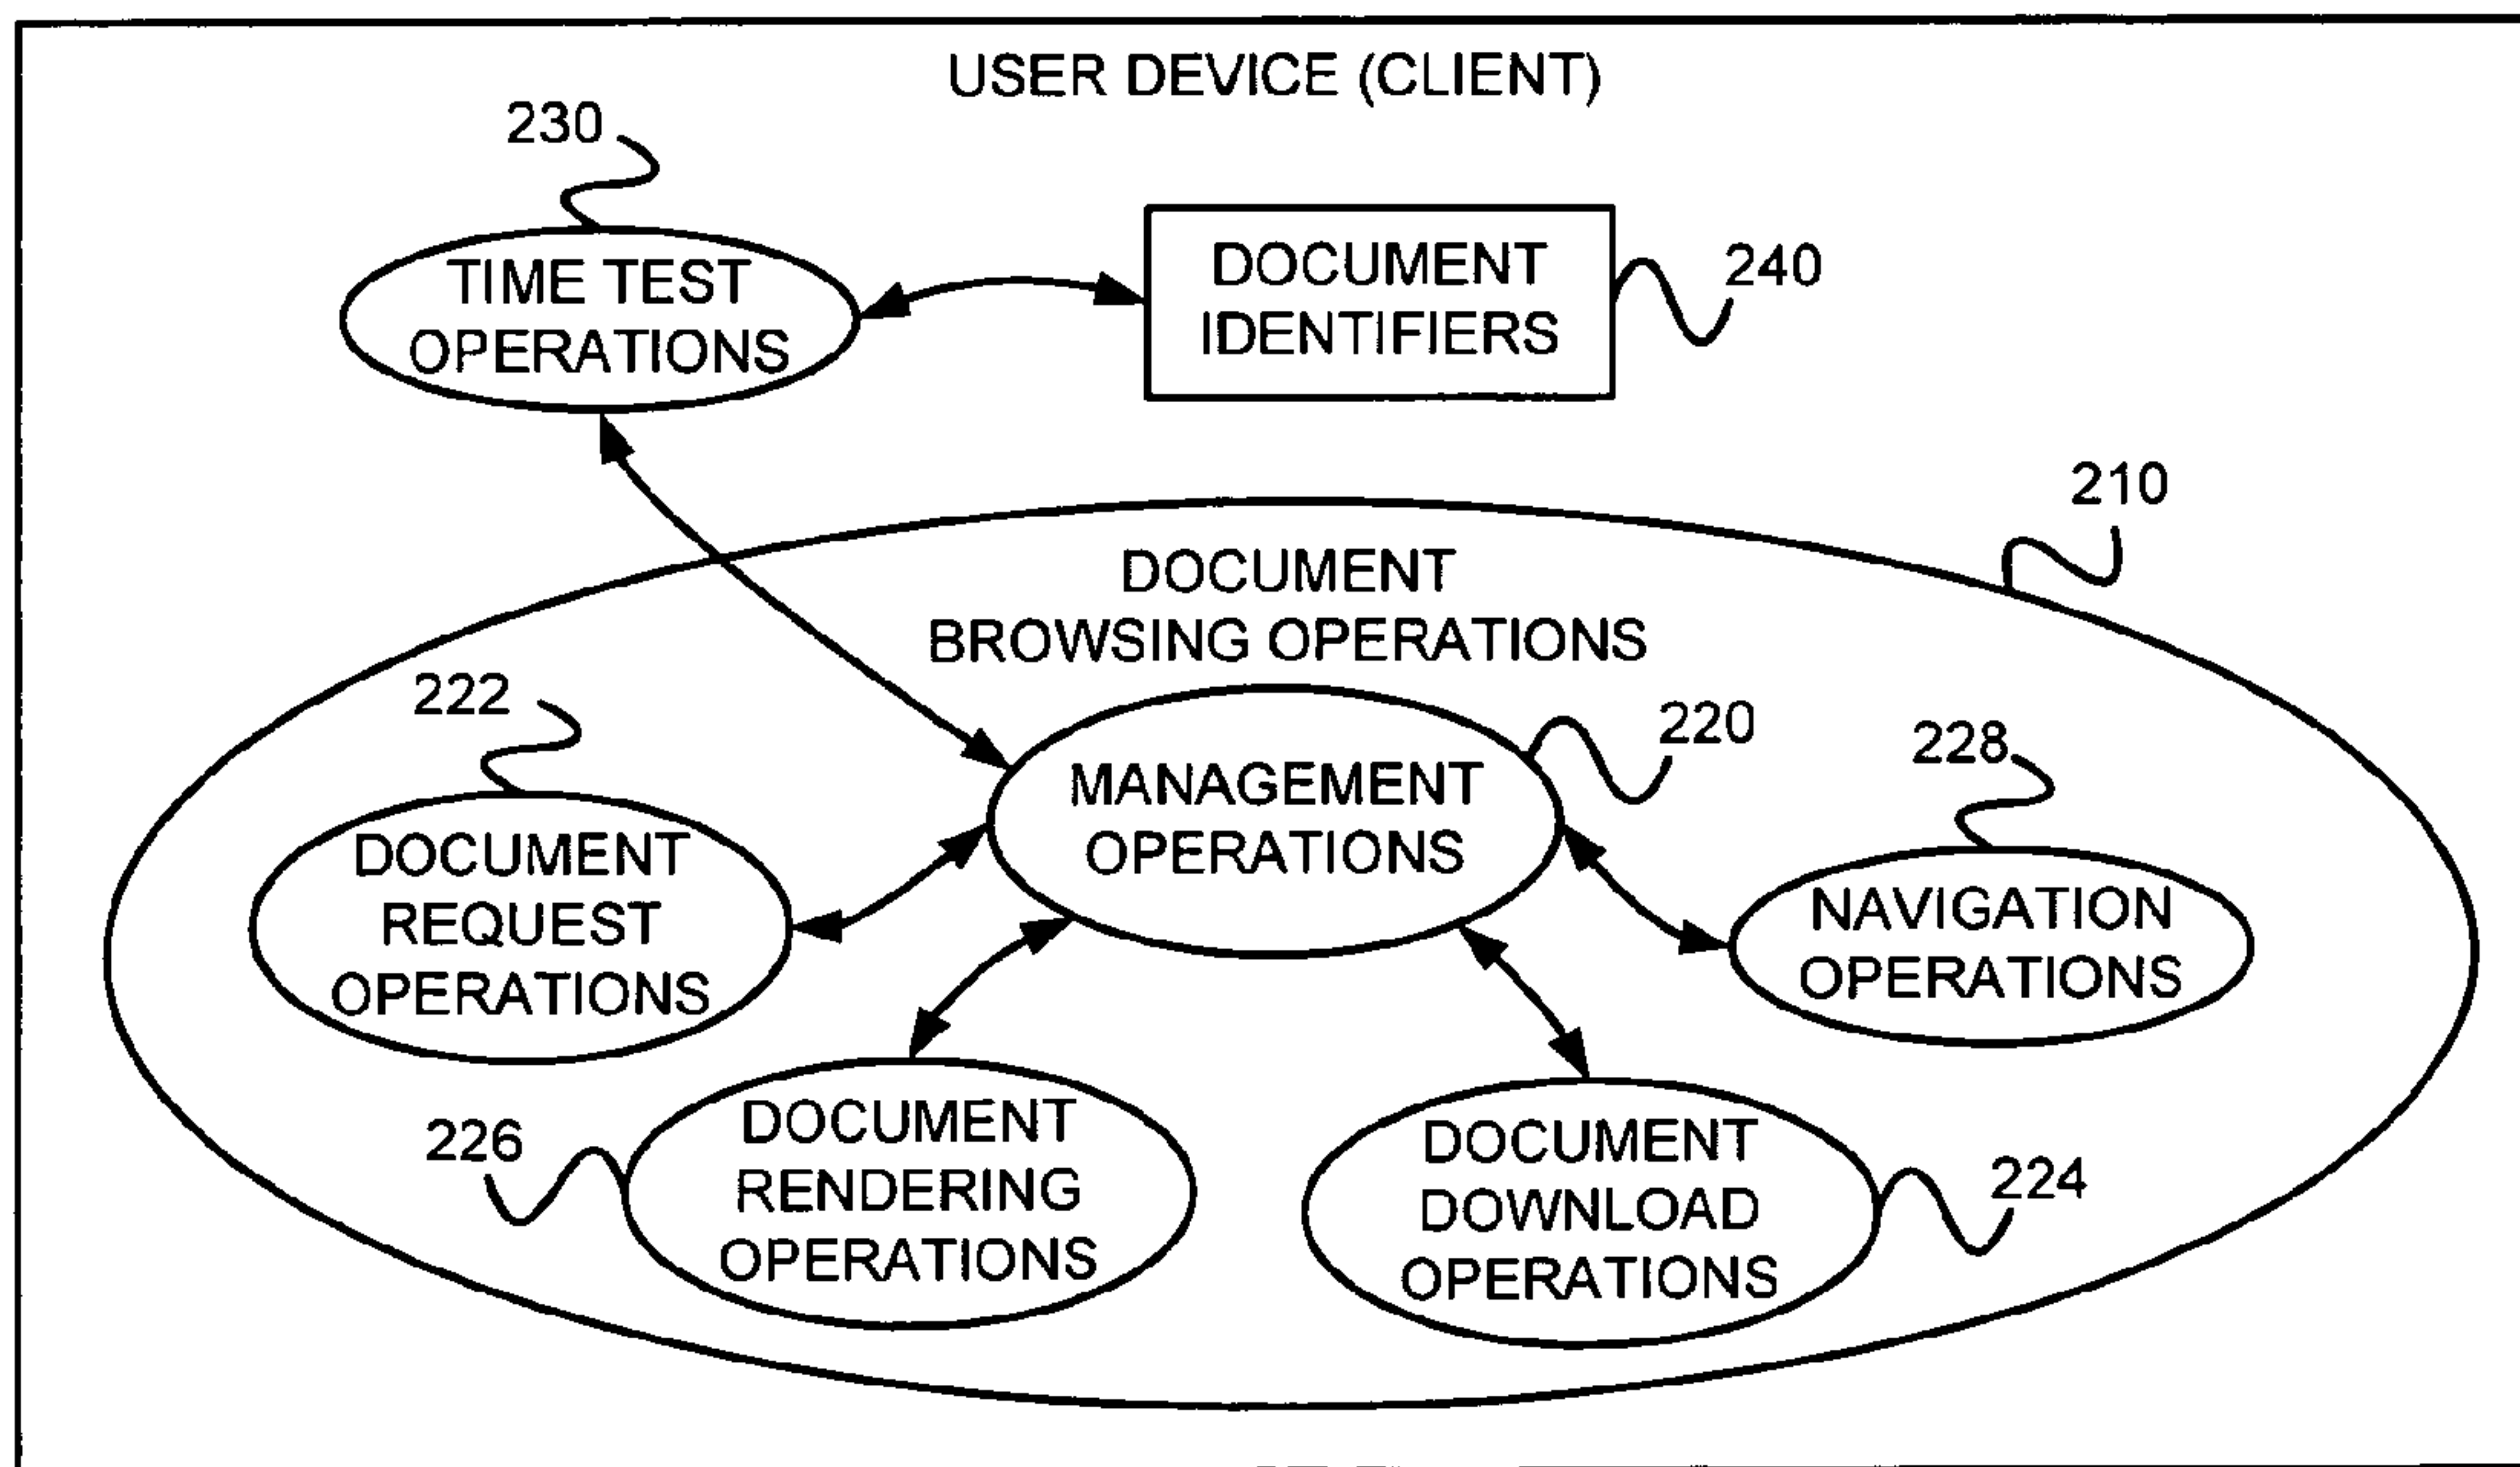 USER DEVICE (CLIENT)
230
TIME TEST
OPERATIONS
DOCUMENT
IDENTIFIERS
240
210
DOCUMENT
BROWSING OPERATIONS
222
220
228
MANAGEMENT
OPERATIONS
DOCUMENT
REQUEST
OPERATIONS
NAVIGATION
OPERATIONS
226
DOCUMENT
RENDERING
OPERATIONS
DOCUMENT
DOWNLOAD
OPERATIONS
224